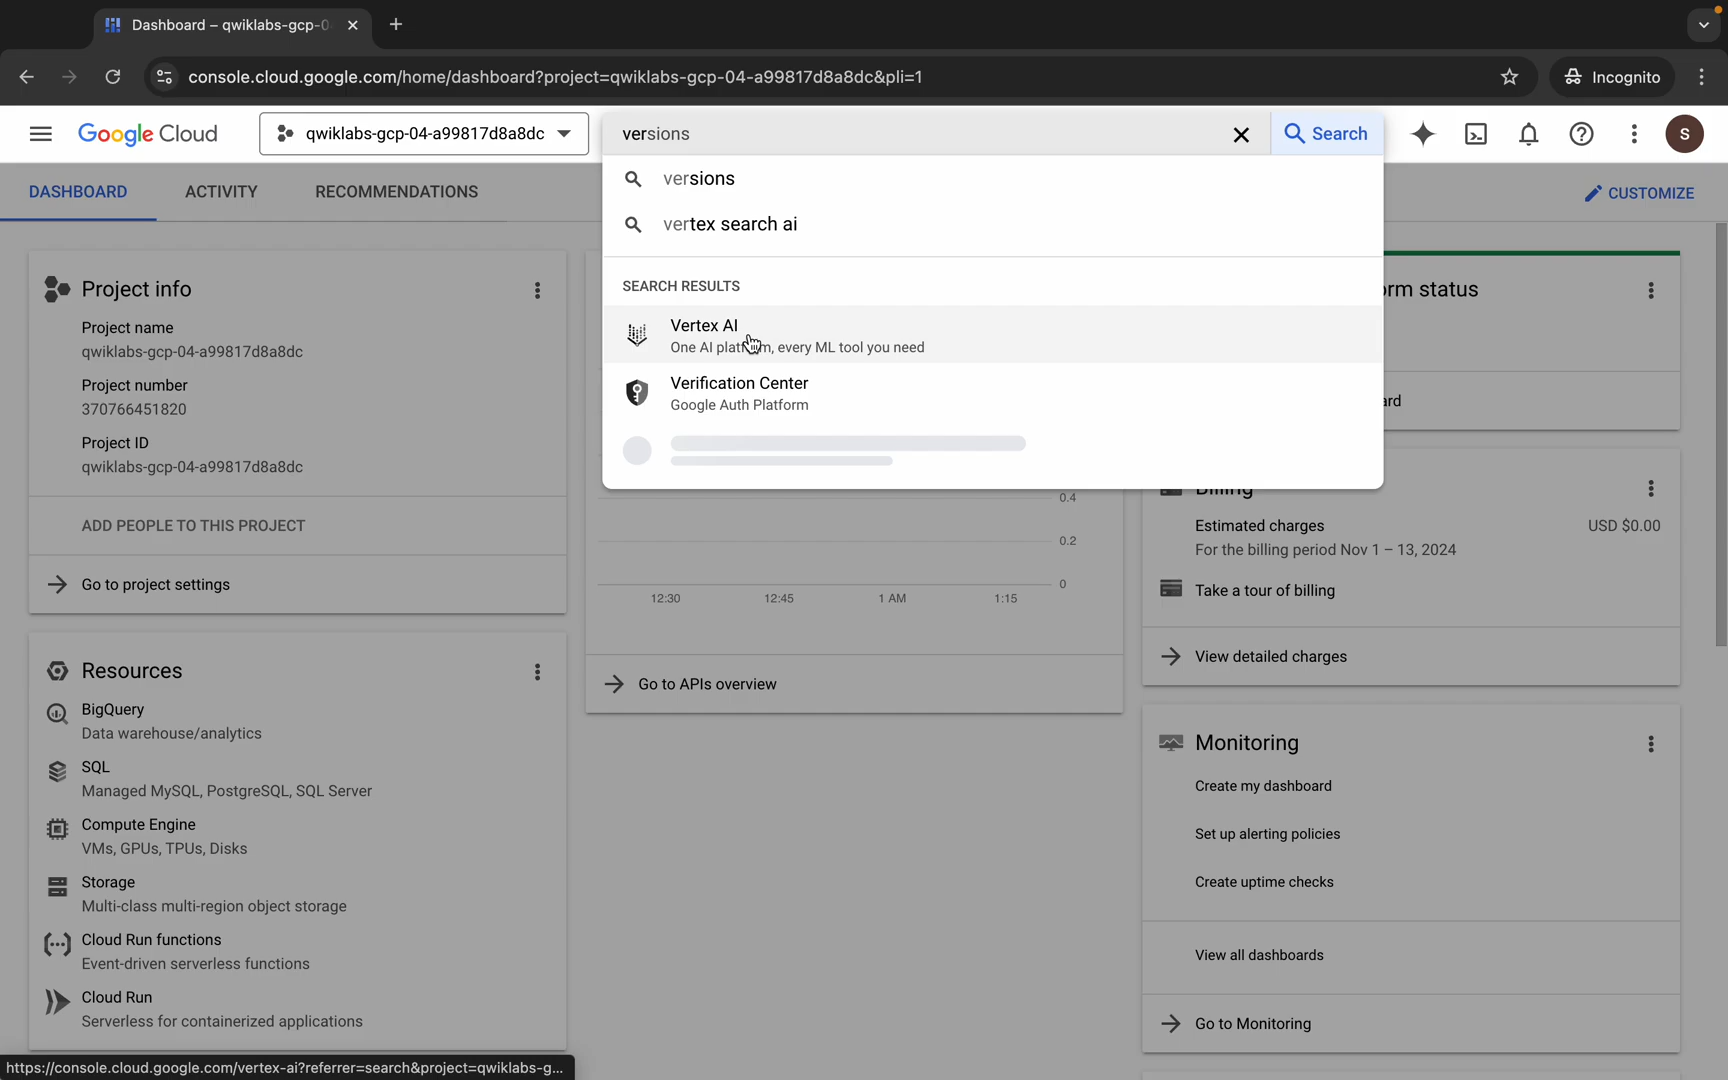 Dashboard – qwiklabs-gcp-0
console.cloud.google.com/home/dashboard?project=qwiklabs-gcp-04-a99817d8a8dc&pli=1
Incognito
Google Cloud
qwiklabs-gcp-04-a99817d8a8dc
versions
Search
S
DASHBOARD
ACTIVITY
RECOMMENDATIONS
CUSTOMIZE
versions
vertex search ai
SEARCH RESULTS
Vertex AI
One AI platform, every ML tool you need
Verification Center
Google Auth Platform
Project info
Project name
qwiklabs-gcp-04-a99817d8a8dc
Project number
370766451820
Project ID
qwiklabs-gcp-04-a99817d8a8dc
ADD PEOPLE TO THIS PROJECT
Go to project settings
Resources
BigQuery
Data warehouse/analytics
SQL
Managed MySQL, PostgreSQL, SQL Server
Compute Engine
VMs, GPUs, TPUs, Disks
Storage
Multi-class multi-region object storage
Cloud Run functions
Event-driven serverless functions
Cloud Run
Serverless for containerized applications
0.4
0.2
0
12:30
12:45
1 AM
1:15
Go to APIs overview
rm status
ard
Billing
Estimated charges
USD $0.00
For the billing period Nov 1 – 13, 2024
Take a tour of billing
View detailed charges
Monitoring
Create my dashboard
Set up alerting policies
Create uptime checks
View all dashboards
Go to Monitoring
https://console.cloud.google.com/vertex-ai?referrer=search&project=qwiklabs-g...